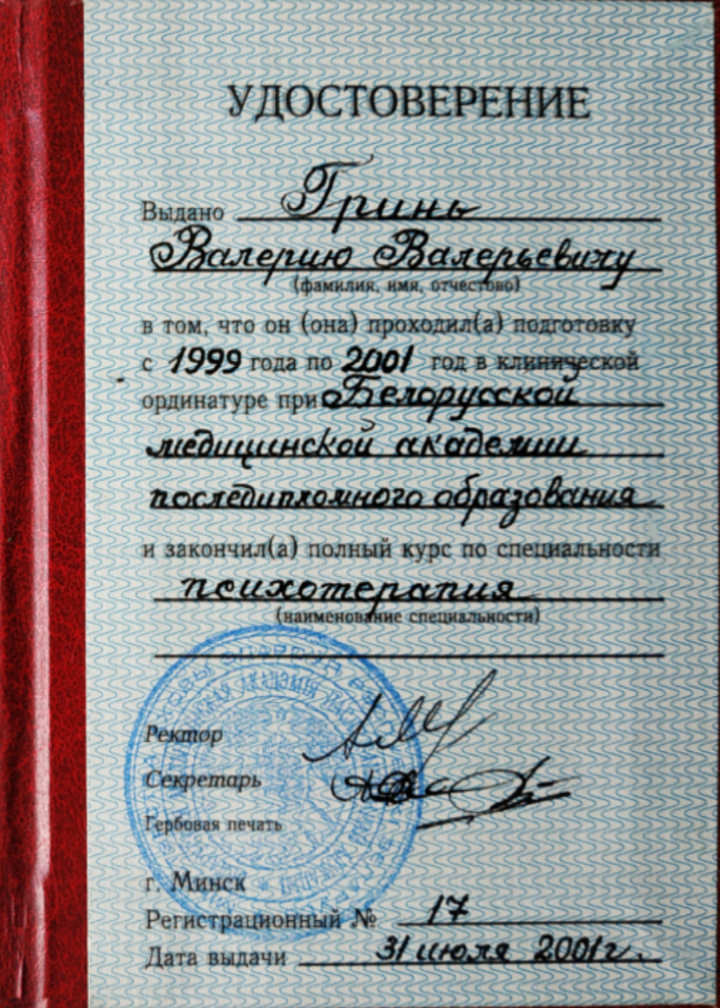 УДОСТОВЕРЕНИЕ
Выдано Гринь
Валерию Валерьевичу
(фамилия, имя, отчество)
в том, что он (она) проходил(а) подготовку
с 1999 года по 2001 год в клинической
ординатуре при Белорусской
медицинской академии
последипломного образования
и закончил(а) полный курс по специальности
психотерапия
(наименование специальности)
Ректор
Секретарь
Гербовая печать
г. Минск
Регистрационный № 17
Дата выдачи 31 июля 2001г.